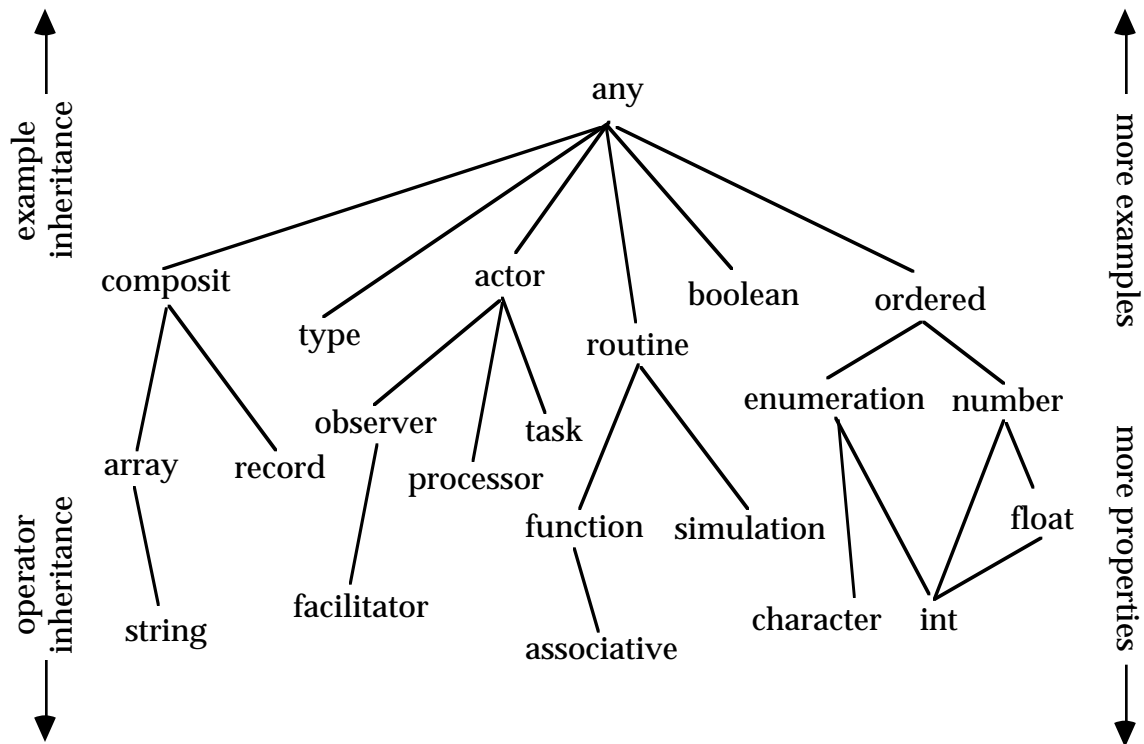 any
example
inheritance
more examples
composit
actor
boolean
ordered
type
routine
enumeration
number
observer
task
array
record
processor
more properties
function
simulation
float
operator
inheritance
facilitator
character
int
string
associative